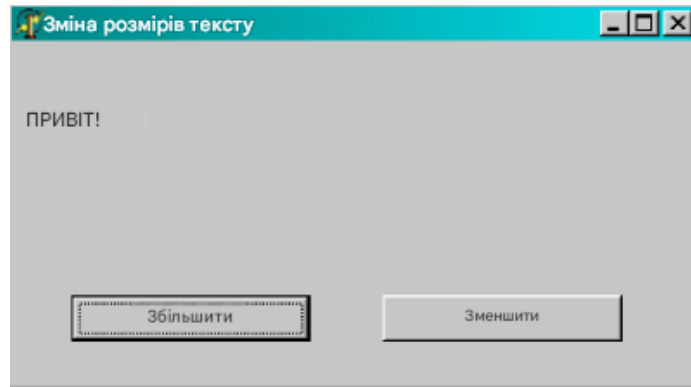 Зміна розмірів тексту
ПРИВІТ!
Збільшити
Зменшити